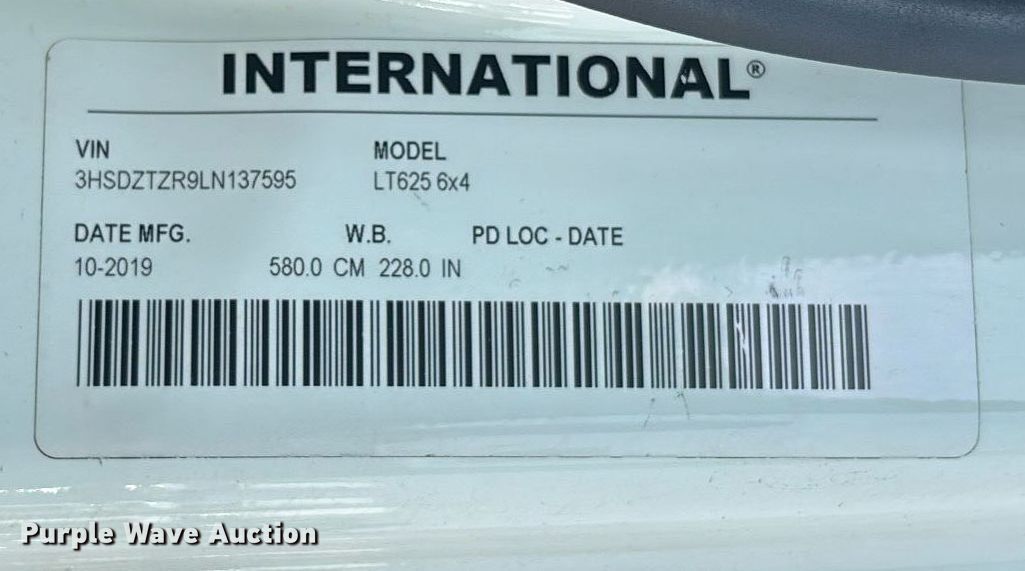 INTERNATIONAL®
VIN MODEL
3HSDZTZR9LN137595 LT625 6x4
DATE MFG. W.B. PD LOC - DATE
10-2019 580.0 CM 228.0 IN
Purple Wave Auction